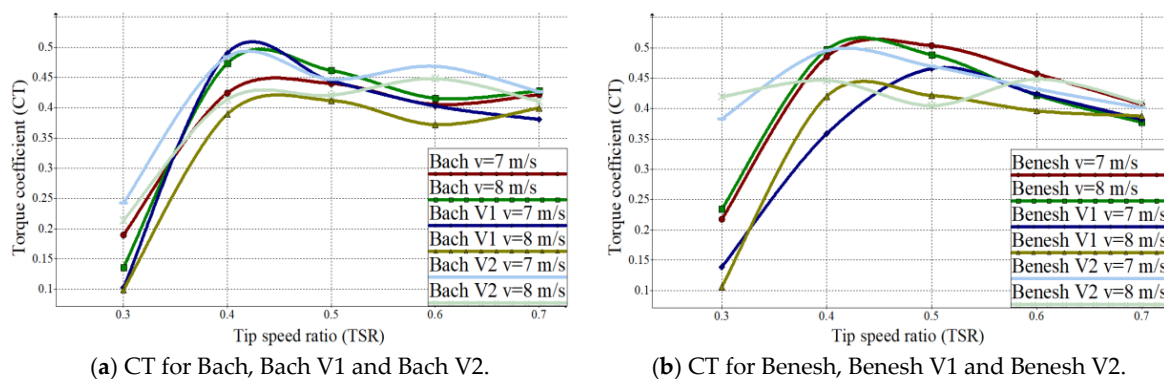 0.5
0.45
0.4
0.35
0.3
0.25
0.2
0.15
0.1
Torque coefficient (CT)
Bach v=7 m/s
Bach v=8 m/s
Bach V1 v=7 m/s
Bach V1 v=8 m/s
Bach V2 v=7 m/s
Bach V2 v=8 m/s
0.3 0.4 0.5 0.6 0.7
Tip speed ratio (TSR)
(a) CT for Bach, Bach V1 and Bach V2.
0.5
0.45
0.4
0.35
0.3
0.25
0.2
0.15
0.1
Torque coefficient (CT)
Benesh v=7 m/s
Benesh v=8 m/s
Benesh V1 v=7 m/s
Benesh V1 v=8 m/s
Benesh V2 v=7 m/s
Benesh V2 v=8 m/s
0.3 0.4 0.5 0.6 0.7
Tip speed ratio (TSR)
(b) CT for Benesh, Benesh V1 and Benesh V2.